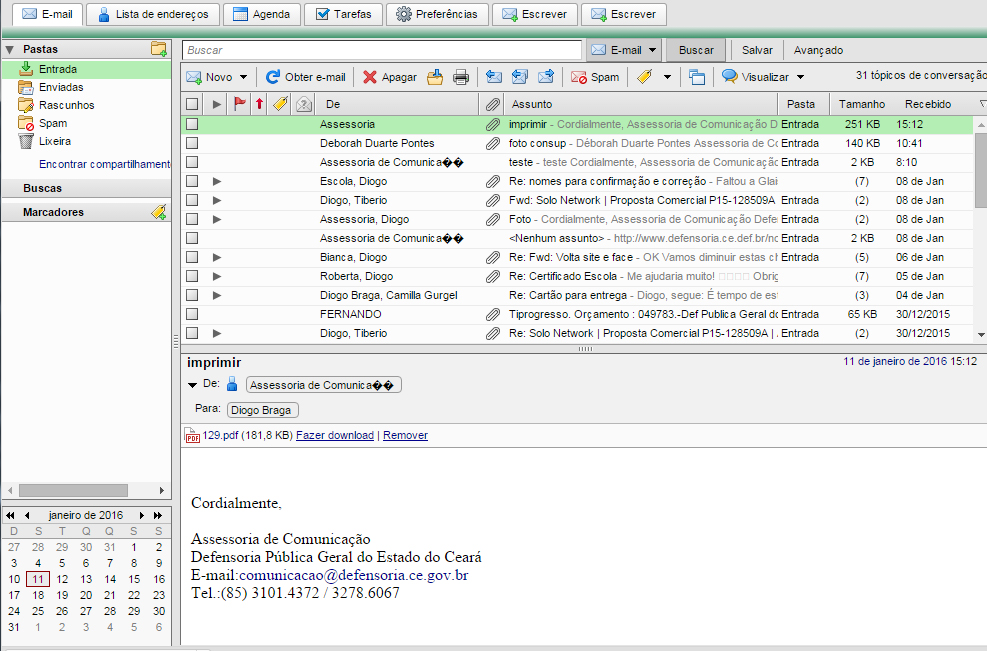 E-mail Lista de endereços Agenda Tarefas Preferências Escrever Escrever
Pastas
Entrada
Enviadas
Rascunhos
Spam
Lixeira
Encontrar compartilhament
Buscas
Marcadores
Buscar E-mail Buscar Salvar Avançado
Novo Obter e-mail Apagar Spam Visualizar 31 tópicos de conversação
De Assunto Pasta Tamanho Recebido
Assessoria imprimir - Cordialmente, Assessoria de Comunicação D Entrada 251 KB 15:12
Deborah Duarte Pontes foto consup - Déborah Duarte Pontes Assessoria de Co Entrada 140 KB 10:41
Assessoria de Comunica�� teste - teste Cordialmente, Assessoria de Comunicação Entrada 2 KB 8:10
Escola, Diogo Re: nomes para confirmação e correção - Faltou a Glai Entrada (7) 08 de Jan
Diogo, Tiberio Fwd: Solo Network | Proposta Comercial P15-128509A Entrada (2) 08 de Jan
Assessoria, Diogo Foto - Cordialmente, Assessoria de Comunicação Defe Entrada (2) 08 de Jan
Assessoria de Comunica�� <Nenhum assunto> - http://www.defensoria.ce.def.br/no Entrada 2 KB 08 de Jan
Bianca, Diogo Re: Fwd: Volta site e face - OK Vamos diminuir estas ch Entrada (5) 06 de Jan
Roberta, Diogo Re: Certificado Escola - Me ajudaria muito! □□□□ Obrig Entrada (7) 05 de Jan
Diogo Braga, Camilla Gurgel Re: Cartão para entrega - Diogo, segue: É tempo de es Entrada (3) 04 de Jan
FERNANDO Tiprogresso. Orçamento : 049783.-Def Publica Geral do Entrada 65 KB 30/12/2015
Diogo, Tiberio Re: Solo Network | Proposta Comercial P15-128509A | . Entrada (2) 30/12/2015
imprimir 11 de janeiro de 2016 15:12
De: Assessoria de Comunica��
Para: Diogo Braga
PDF 129.pdf (181,8 KB) Fazer download | Remover
Cordialmente,
Assessoria de Comunicação
Defensoria Pública Geral do Estado do Ceará
E-mail:comunicacao@defensoria.ce.gov.br
Tel.:(85) 3101.4372 / 3278.6067
janeiro de 2016
D S T Q Q S S
27 28 29 30 31 1 2
3 4 5 6 7 8 9
10 11 12 13 14 15 16
17 18 19 20 21 22 23
24 25 26 27 28 29 30
31 1 2 3 4 5 6